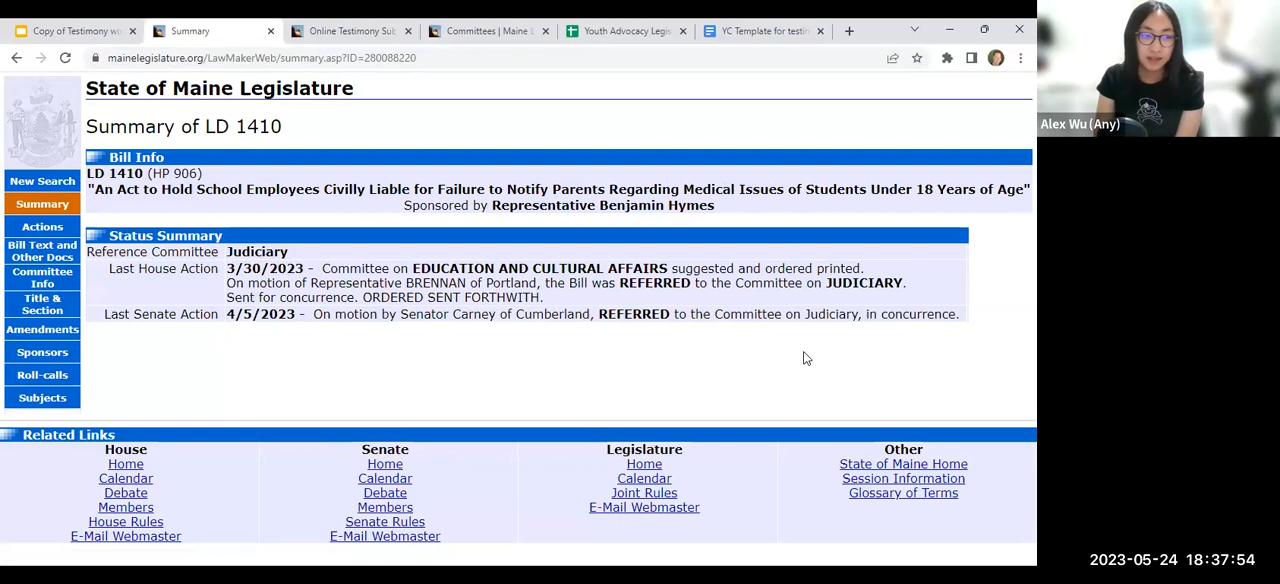 Copy of Testimony wo
Summary
Online Testimony Sub
Committees | Maine L
Youth Advocacy Legis
YC Template for testin
mainelegislature.org/LawMakerWeb/summary.asp?ID=280088220
Alex Wu (Any)
State of Maine Legislature
Summary of LD 1410
Bill Info
LD 1410 (HP 906)
"An Act to Hold School Employees Civilly Liable for Failure to Notify Parents Regarding Medical Issues of Students Under 18 Years of Age"
Sponsored by Representative Benjamin Hymes
New Search
Summary
Actions
Bill Text and
Other Docs
Committee
Info
Title &
Section
Amendments
Sponsors
Roll-calls
Subjects
Status Summary
Reference Committee Judiciary
Last House Action 3/30/2023 - Committee on EDUCATION AND CULTURAL AFFAIRS suggested and ordered printed.
On motion of Representative BRENNAN of Portland, the Bill was REFERRED to the Committee on JUDICIARY.
Sent for concurrence. ORDERED SENT FORTHWITH.
Last Senate Action 4/5/2023 - On motion by Senator Carney of Cumberland, REFERRED to the Committee on Judiciary, in concurrence.
Related Links
House
Home
Calendar
Debate
Members
House Rules
E-Mail Webmaster
Senate
Home
Calendar
Debate
Members
Senate Rules
E-Mail Webmaster
Legislature
Home
Calendar
Joint Rules
E-Mail Webmaster
Other
State of Maine Home
Session Information
Glossary of Terms
2023-05-24 18:37:54